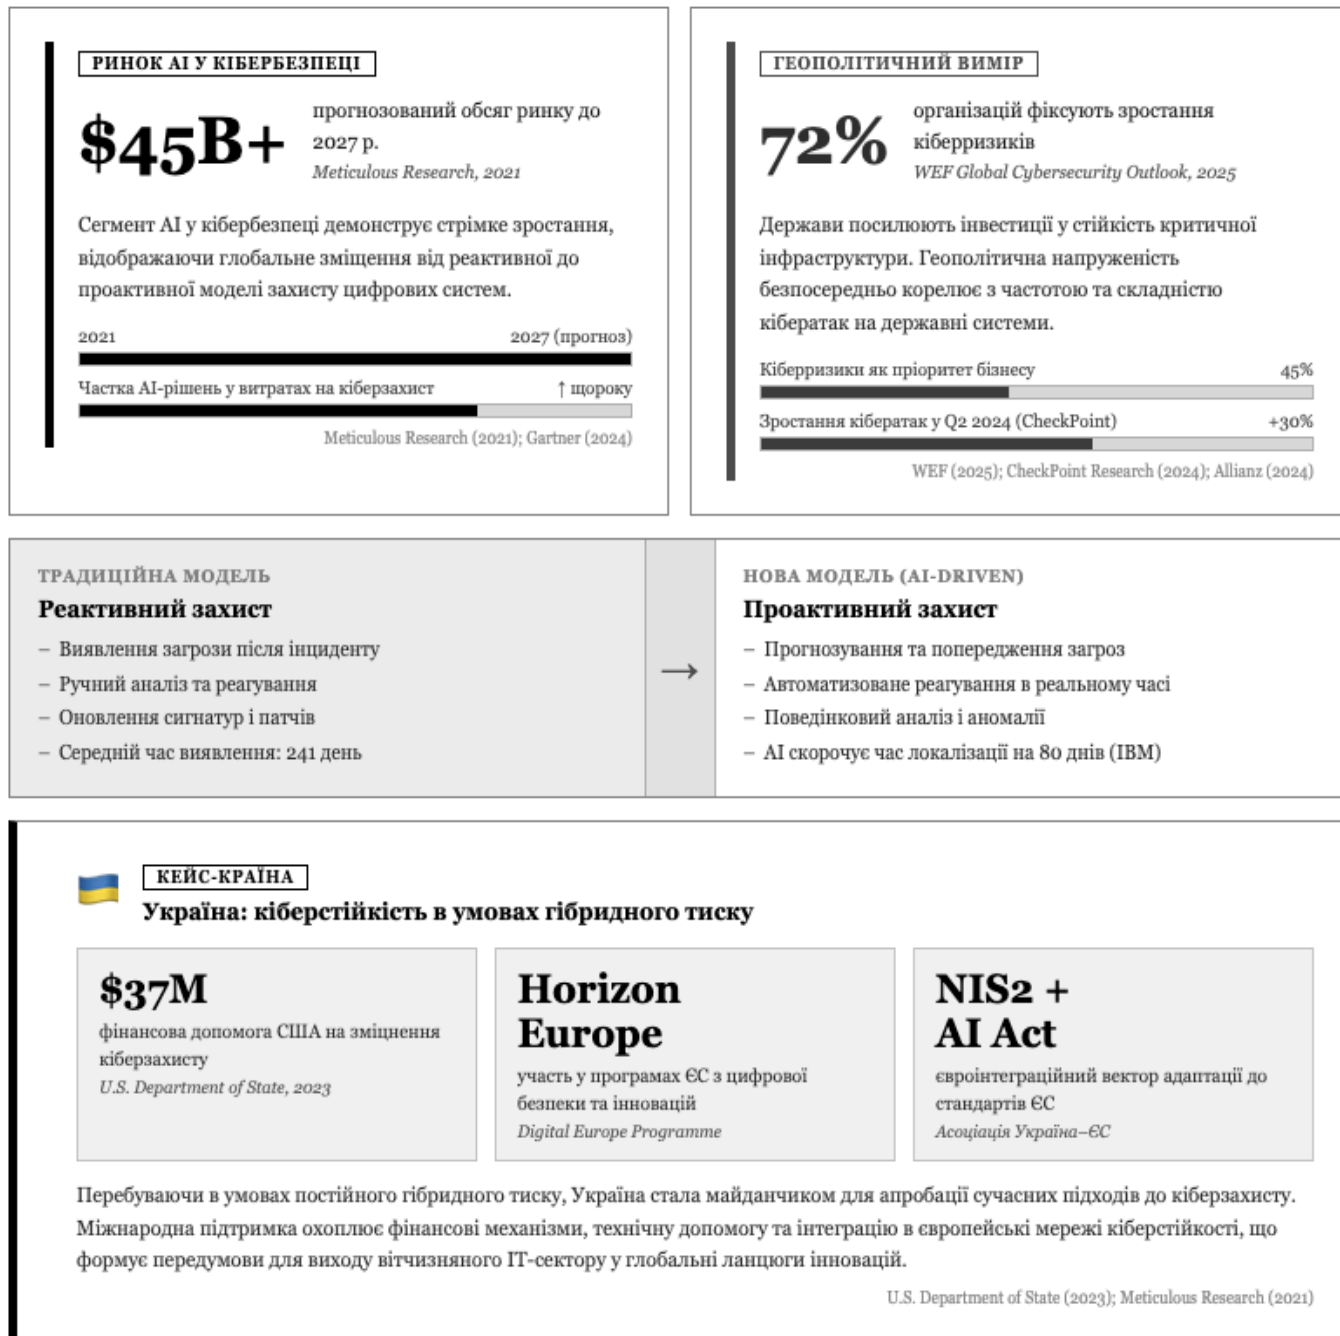 РИНОК AI У КІБЕРБЕЗПЕЦІ
$45B+
прогнозований обсяг ринку до
2027 р.
Meticulous Research, 2021
Сегмент AI у кібербезпеці демонструє стрімке зростання,
відображаючи глобальне зміщення від реактивної до
проактивної моделі захисту цифрових систем.
2021
2027 (прогноз)
Частка AI-рішень у витратах на кіберзахист
↑ щороку
Meticulous Research (2021); Gartner (2024)
ГЕОПОЛІТИЧНИЙ ВИМІР
72%
організацій фіксують зростання
кіберризиків
WEF Global Cybersecurity Outlook, 2025
Держави посилюють інвестиції у стійкість критичної
інфраструктури. Геополітична напруженість
безпосередньо корелює з частотою та складністю
кібератак на державні системи.
Кіберризики як пріоритет бізнесу
45%
Зростання кібератак у Q2 2024 (CheckPoint)
+30%
WEF (2025); CheckPoint Research (2024); Allianz (2024)
ТРАДИЦІЙНА МОДЕЛЬ
Реактивний захист
– Виявлення загрози після інциденту
– Ручний аналіз та реагування
– Оновлення сигнатур і патчів
– Середній час виявлення: 241 день
→
НОВА МОДЕЛЬ (AI-DRIVEN)
Проактивний захист
– Прогнозування та попередження загроз
– Автоматизоване реагування в реальному часі
– Поведінковий аналіз і аномалії
– AI скорочує час локалізації на 80 днів (IBM)
КЕЙС-КРАЇНА
Україна: кіберстійкість в умовах гібридного тиску
$37M
фінансова допомога США на зміцнення
кіберзахисту
U.S. Department of State, 2023
Horizon
Europe
участь у програмах ЄС з цифрової
безпеки та інновацій
Digital Europe Programme
NIS2 +
AI Act
євроінтеграційний вектор адаптації до
стандартів ЄС
Асоціація Україна–ЄС
Перебуваючи в умовах постійного гібридного тиску, Україна стала майданчиком для апробації сучасних підходів до кіберзахисту.
Міжнародна підтримка охоплює фінансові механізми, технічну допомогу та інтеграцію в європейські мережі кіберстійкості, що
формує передумови для виходу вітчизняного ІТ-сектору у глобальні ланцюги інновацій.
U.S. Department of State (2023); Meticulous Research (2021)